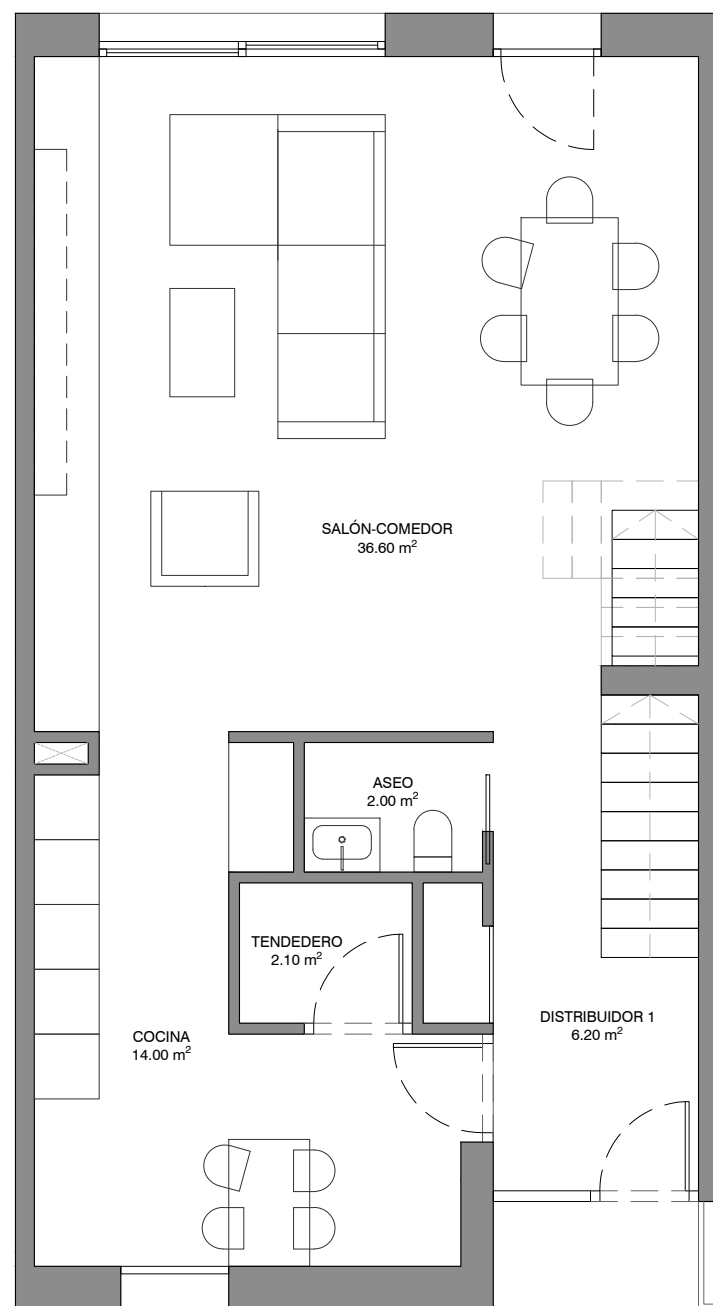 SALÓN-COMEDOR
36.60 m²
ASEO
2.00 m²
TENDEDERO
2.10 m²
COCINA
14.00 m²
DISTRIBUIDOR 1
6.20 m²